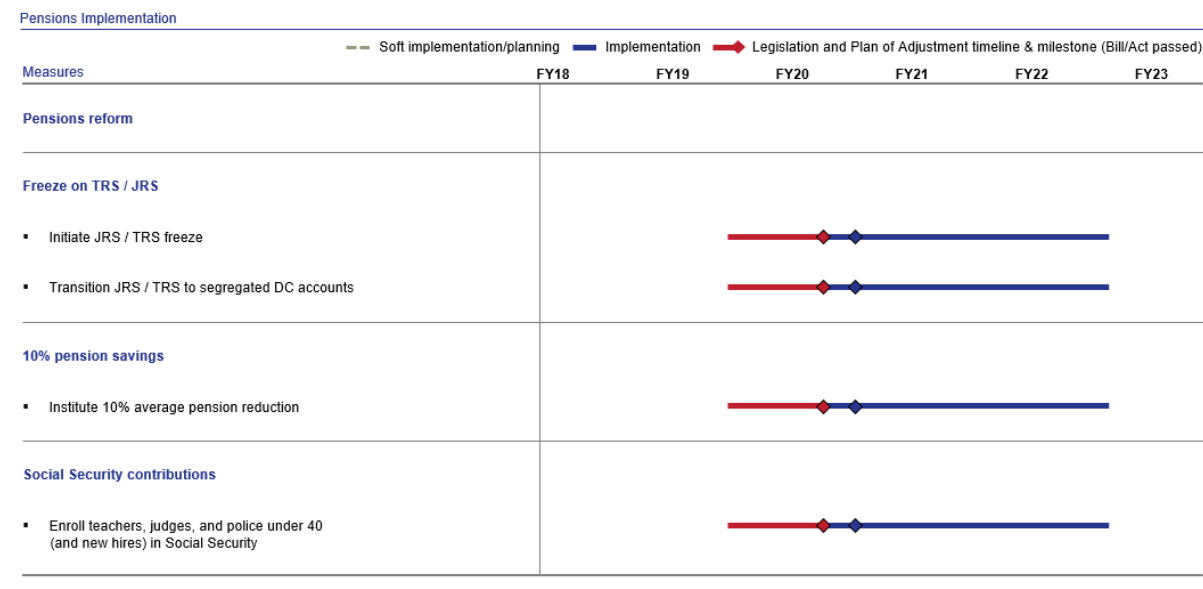 Pensions Implementation
Soft implementation/planning Implementation Legislation and Plan of Adjustment timeline & milestone (Bill/Act passed)
Measures FY18 FY19 FY20 FY21 FY22 FY23
Pensions reform
Freeze on TRS / JRS
▪ Initiate JRS / TRS freeze
▪ Transition JRS / TRS to segregated DC accounts
10% pension savings
▪ Institute 10% average pension reduction
Social Security contributions
▪ Enroll teachers, judges, and police under 40
(and new hires) in Social Security